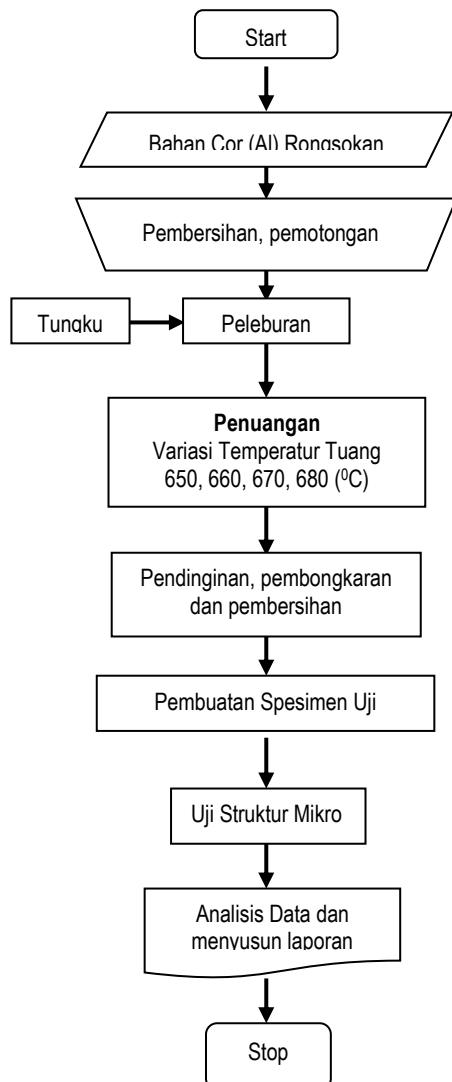 Start
Bahan Cor (Al) Rongsokan
Pembersihan, pemotongan
Tungku
Peleburan
Penuangan
Variasi Temperatur Tuang
650, 660, 670, 680 (⁰C)
Pendinginan, pembongkaran
dan pembersihan
Pembuatan Spesimen Uji
Uji Struktur Mikro
Analisis Data dan
menyusun laporan
Stop